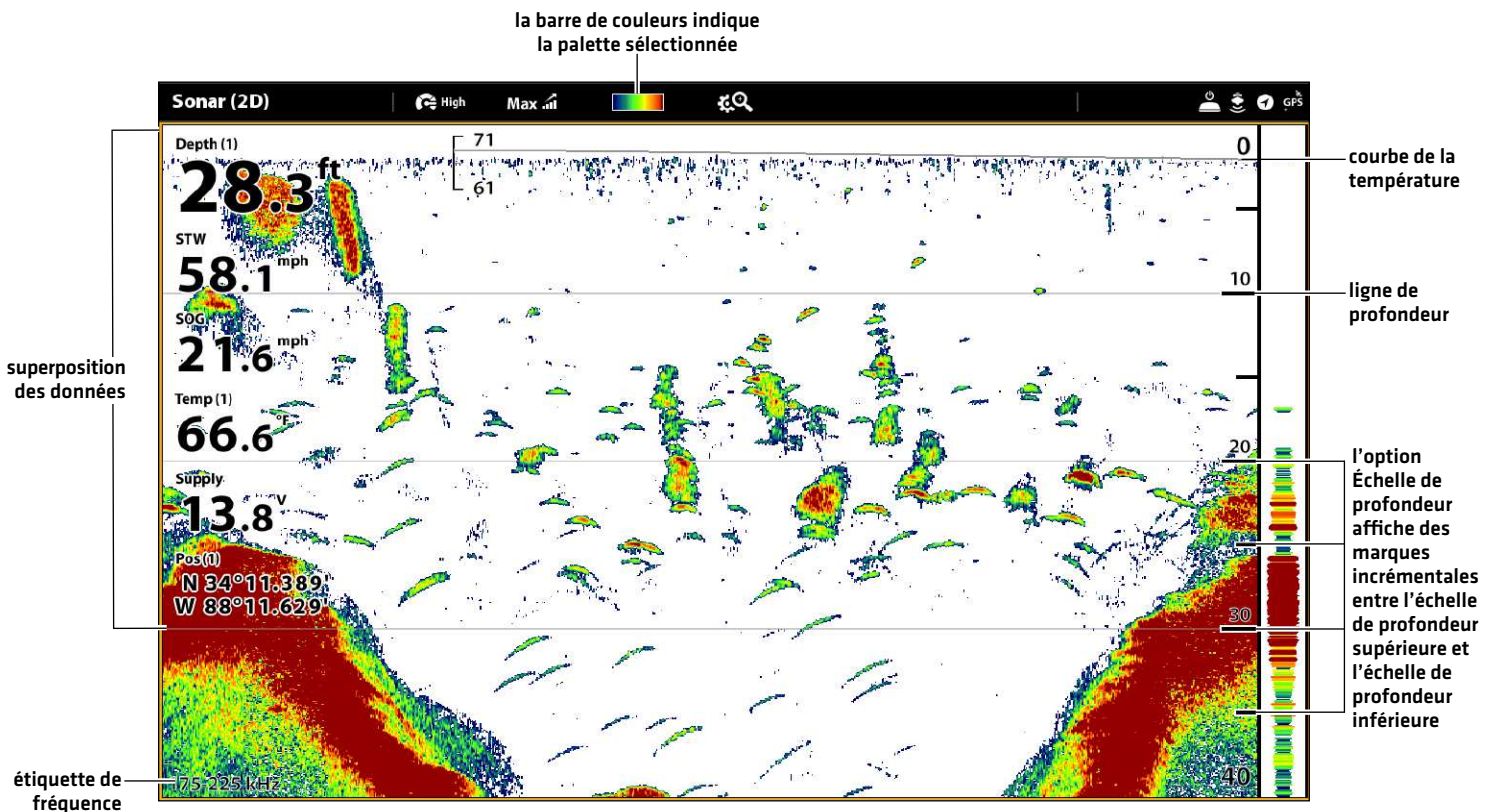 la barre de couleurs indique
la palette sélectionnée
Sonar (2D)
High
Max
GPS
Depth (1)
28.3 ft
STW
58.1 mph
SOG
21.6 mph
Temp (1)
66.6 °F
Supply
13.8 V
Pos(1)
N 34°11.389'
W 88°11.629'
71
61
0
10
20
30
40
175-225 kHz
superposition
des données
étiquette de
fréquence
courbe de la
température
ligne de
profondeur
l'option
Échelle de
profondeur
affiche des
marques
incrémentales
entre l'échelle
de profondeur
supérieure et
l'échelle de
profondeur
inférieure